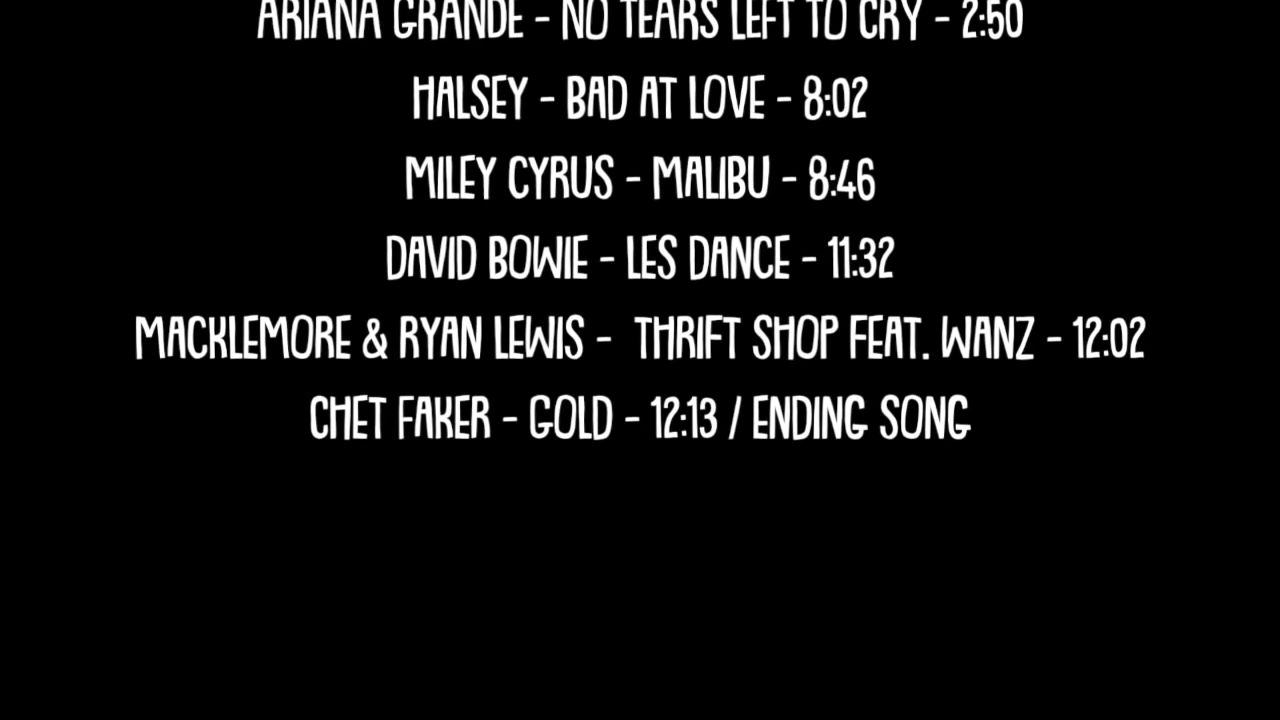 ARIANA GRANDE - NO TEARS LEFT TO CRY - 2:50
HALSEY - BAD AT LOVE - 8:02
MILEY CYRUS - MALIBU - 8:46
DAVID BOWIE - LES DANCE - 11:32
MACKLEMORE & RYAN LEWIS - THRIFT SHOP FEAT. WANZ - 12:02
CHET FAKER - GOLD - 12:13 / ENDING SONG